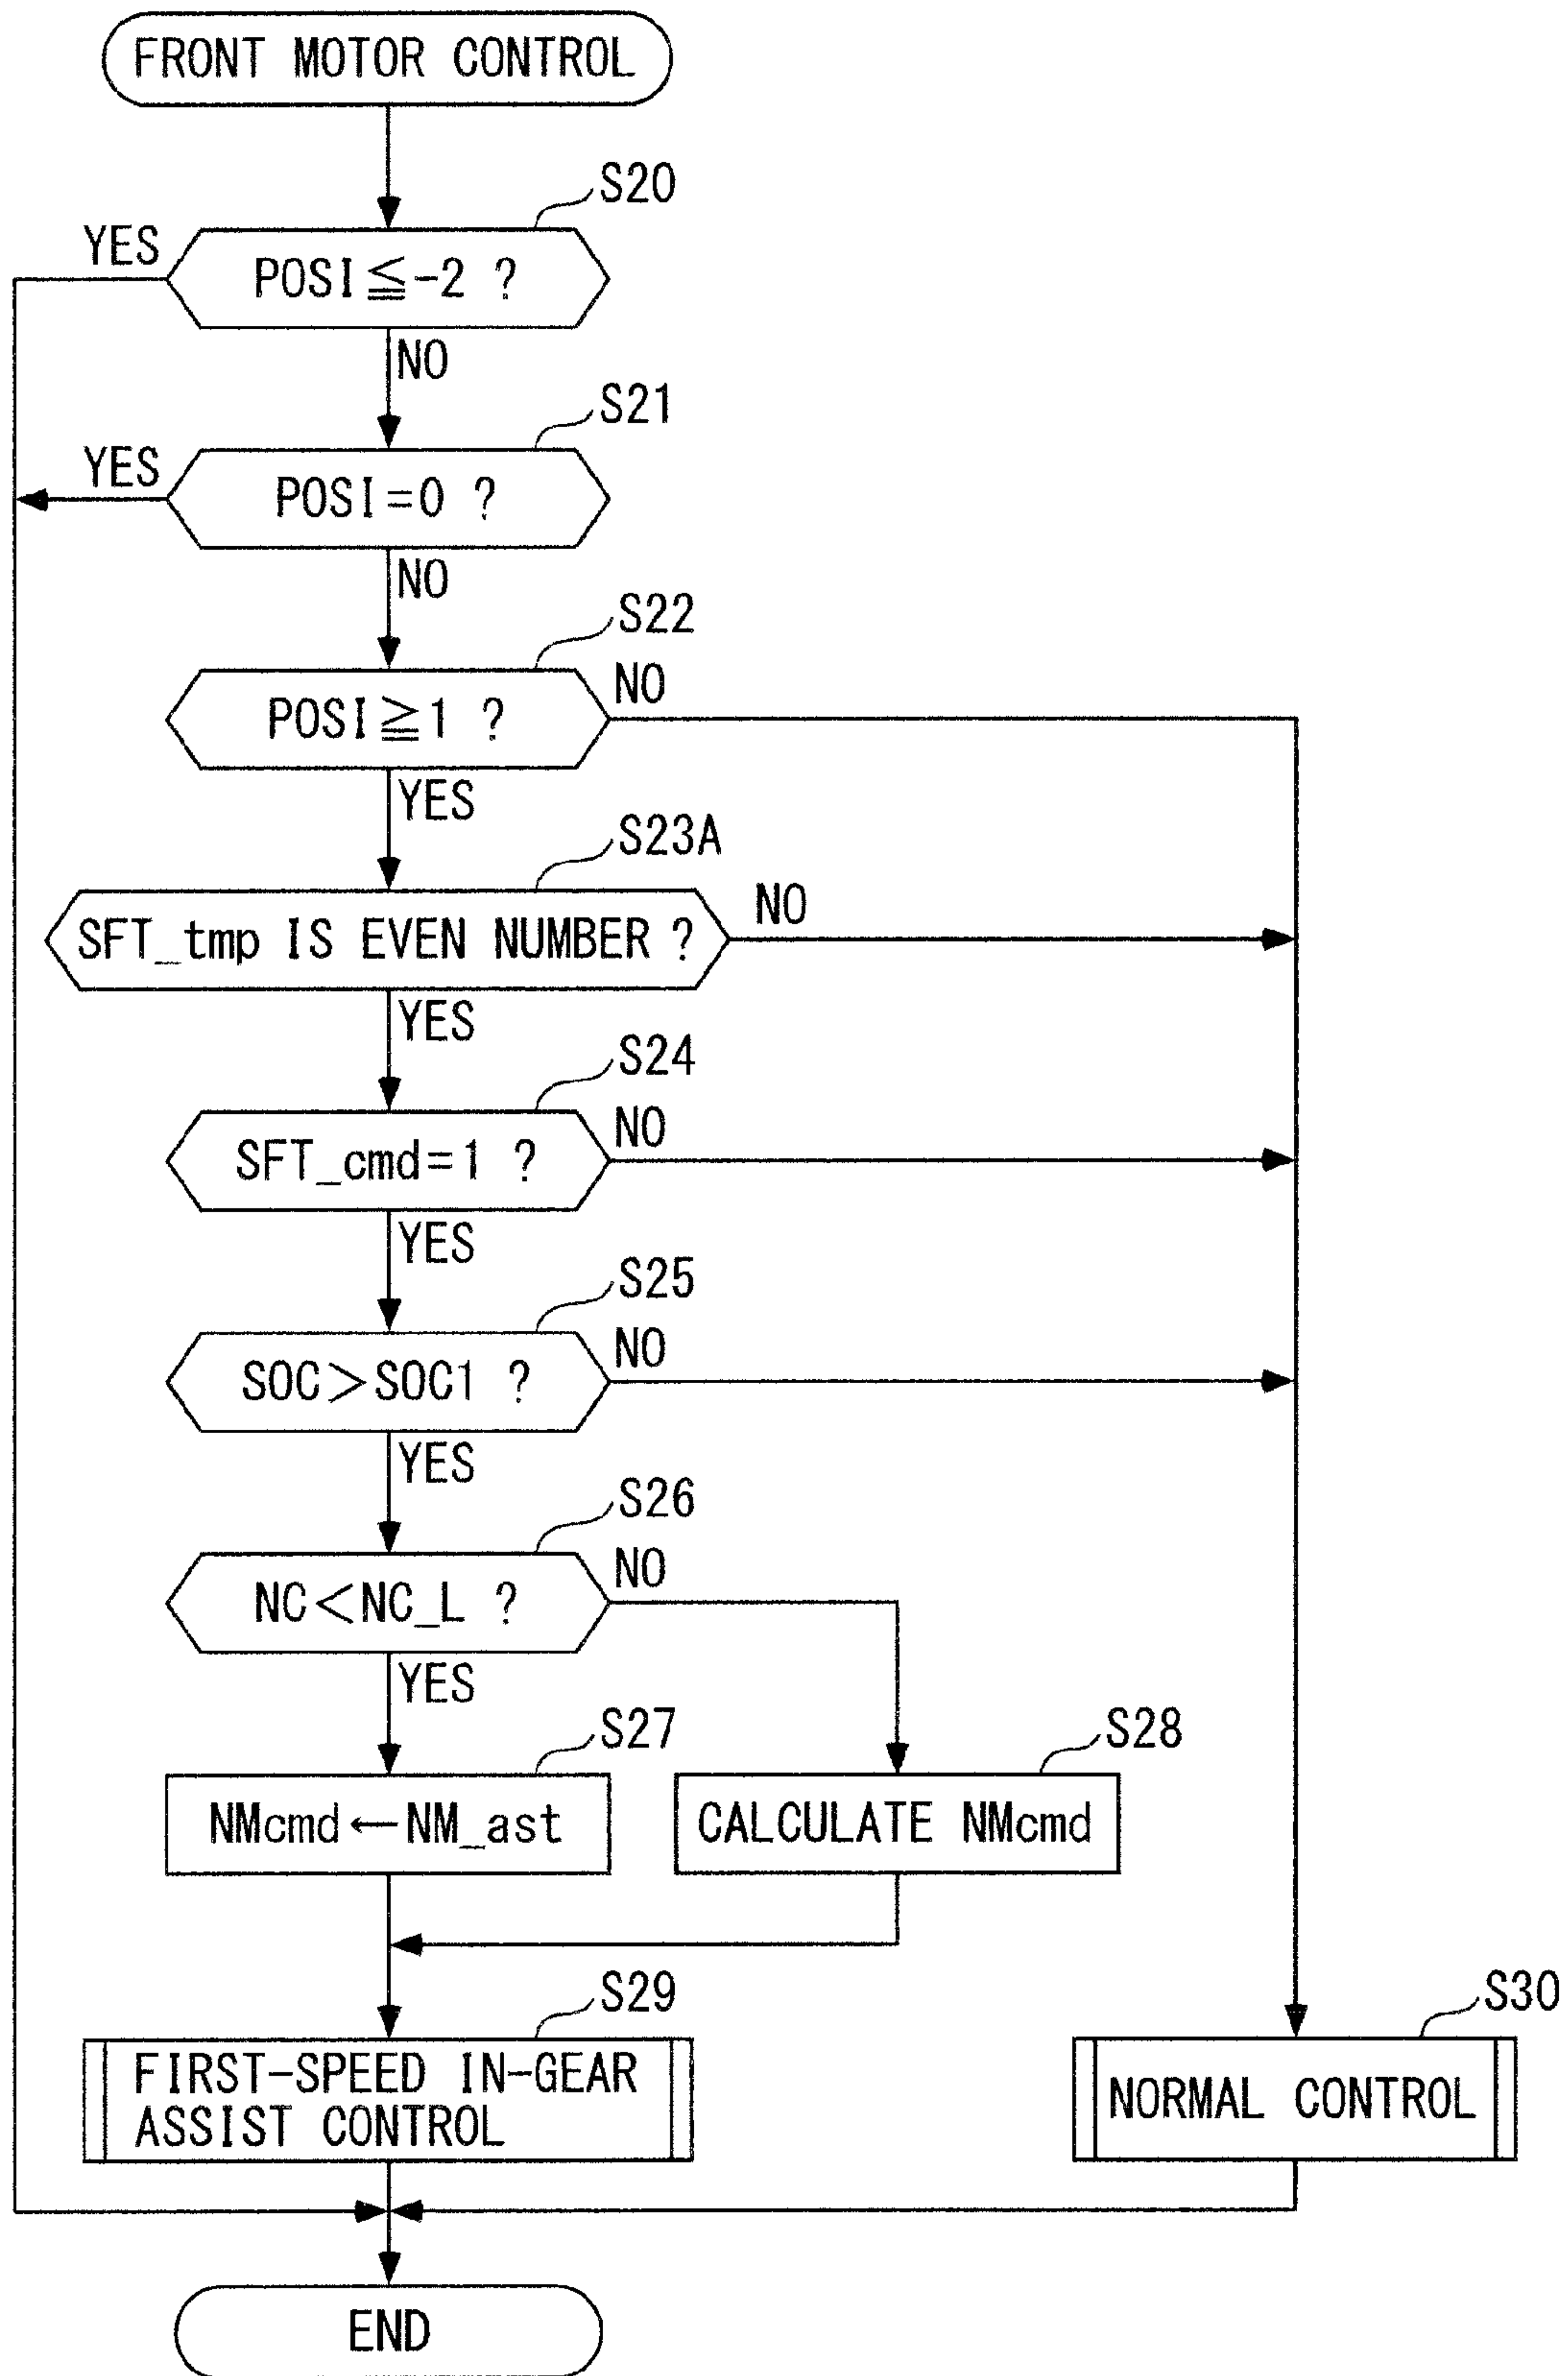 FRONT MOTOR CONTROL
S20
YES
POSI≦-2 ?
NO
S21
YES
POSI=0 ?
NO
S22
NO
POSI≧1 ?
YES
S23A
NO
SFT_tmp IS EVEN NUMBER ?
YES
S24
NO
SFT_cmd=1 ?
YES
S25
NO
SOC>SOC1 ?
YES
S26
NO
NC<NC_L ?
YES
S27
S28
NMcmd←NM_ast
CALCULATE NMcmd
S29
S30
FIRST-SPEED IN-GEAR
ASSIST CONTROL
NORMAL CONTROL
END